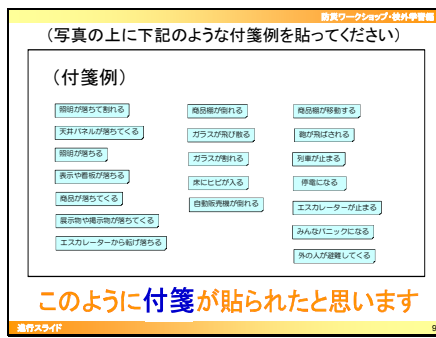 防災ワークショップ・校外学習編
(写真の上に下記のような付箋例を貼ってください)
(付箋例)
照明が落ちて割れる
天井パネルが落ちてくる
照明が落ちる
表示や看板が落ちる
商品が落ちてくる
展示物や掲示物が落ちてくる
エスカレーターから転げ落ちる
商品棚が倒れる
ガラスが飛び散る
ガラスが割れる
床にヒビが入る
自動販売機が倒れる
商品棚が移動する
鞄が飛ばされる
列車が止まる
停電になる
エスカレーターが止まる
みんなパニックになる
外の人が避難してくる
このように付箋が貼られたと思います
進行スライド
9